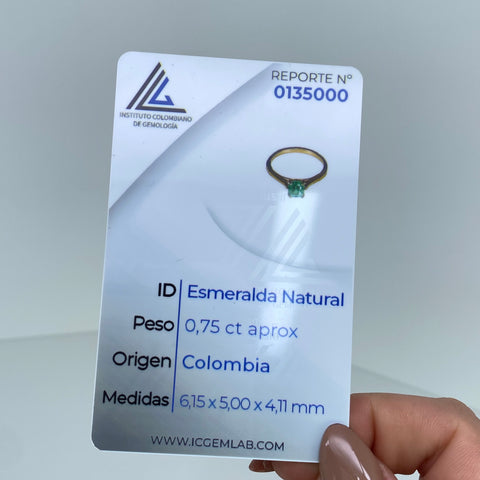 INSTITUTO COLOMBIANO
DE GEMOLOGÍA
REPORTE Nº
0135000
ID Esmeralda Natural
Peso 0,75 ct aprox
Origen Colombia
Medidas 6,15 x 5,00 x 4,11 mm
WWW.ICGEMLAB.COM